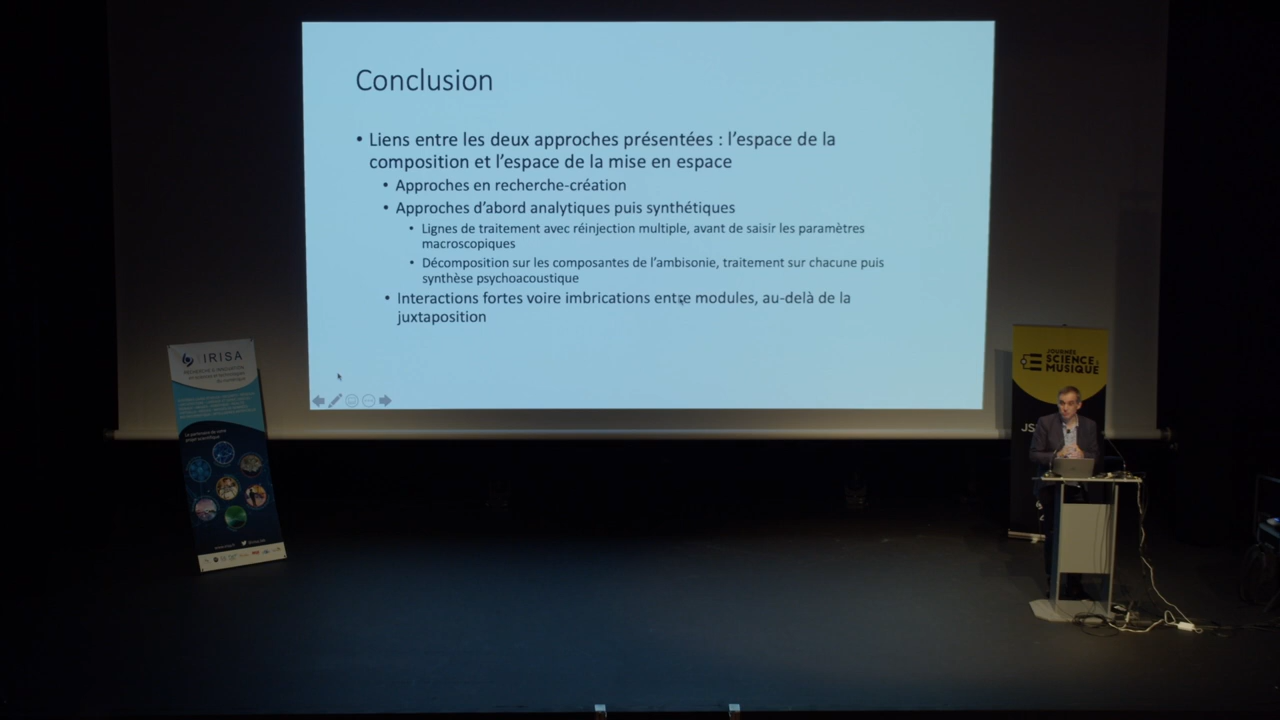 Conclusion
• Liens entre les deux approches présentées : l'espace de la
composition et l'espace de la mise en espace
• Approches en recherche-création
• Approches d'abord analytiques puis synthétiques
• Lignes de traitement avec réinjection multiple, avant de saisir les paramètres
macroscopiques
• Décomposition sur les composantes de l'ambisonie, traitement sur chacune puis
synthèse psychoacoustique
• Interactions fortes voire imbrications entre modules, au-delà de la
juxtaposition
IRISA
JOURNÉE
SCIENCE &
MUSIQUE
JS